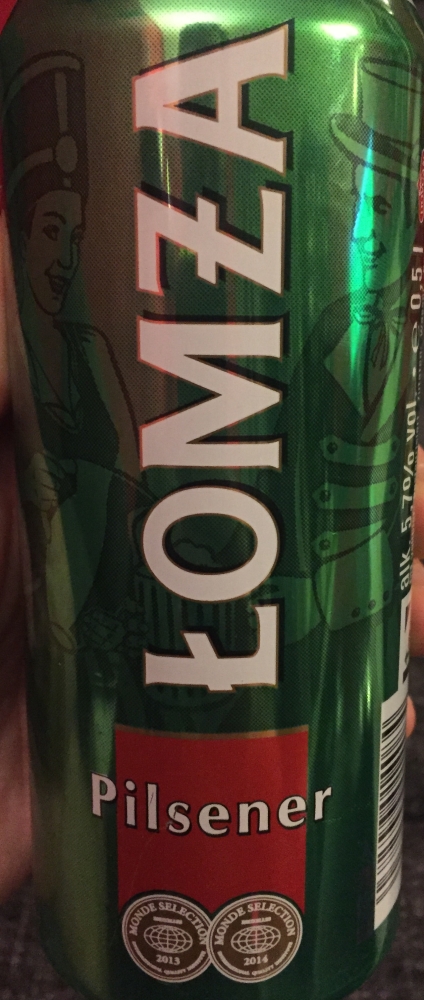 ŁOMŻA
Pilsener
MONDE SELECTION
2013
MONDE SELECTION
2014
alk. 5,7% vol.
e 0,5 l